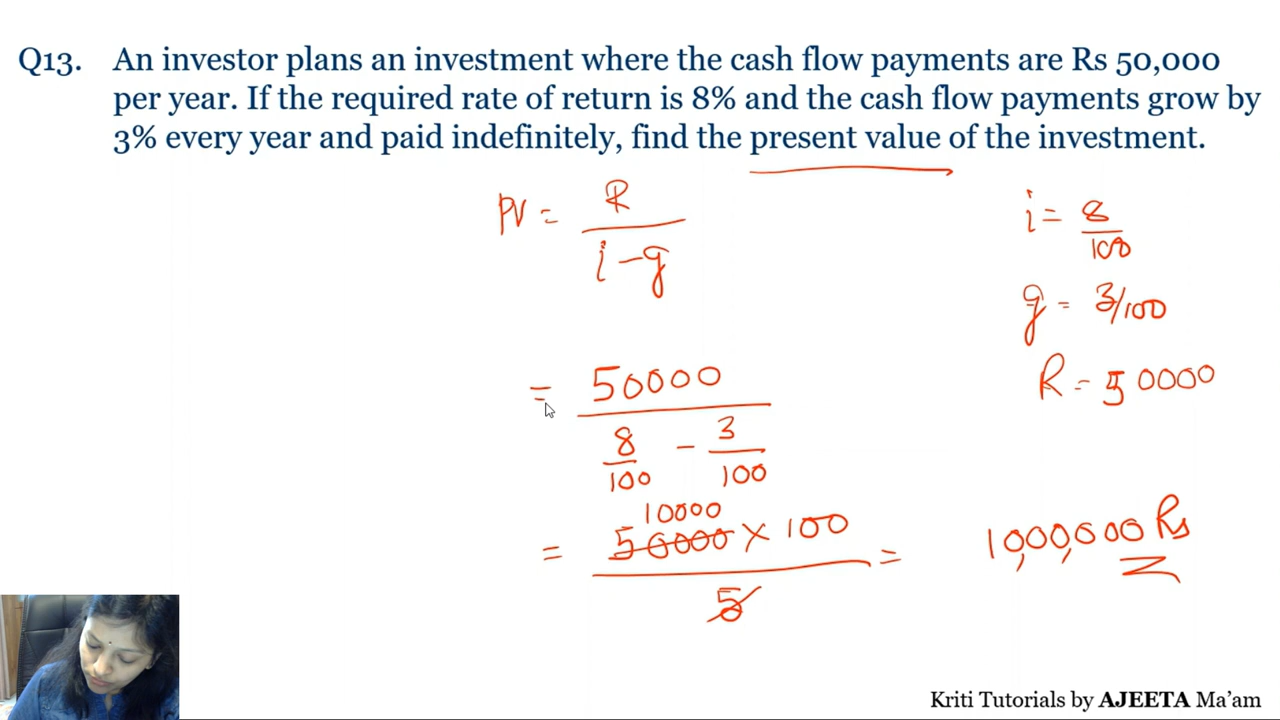 Q13. An investor plans an investment where the cash flow payments are Rs 50,000
per year. If the required rate of return is 8% and the cash flow payments grow by
3% every year and paid indefinitely, find the present value of the investment.
PV = R / i - g
i = 8/100
g = 3/100
R = 50000
= 50000 / 8/100 - 3/100
10000
= 50000 × 100 / 5 = 10,00,000 Rs
Kriti Tutorials by AJEETA Ma'am